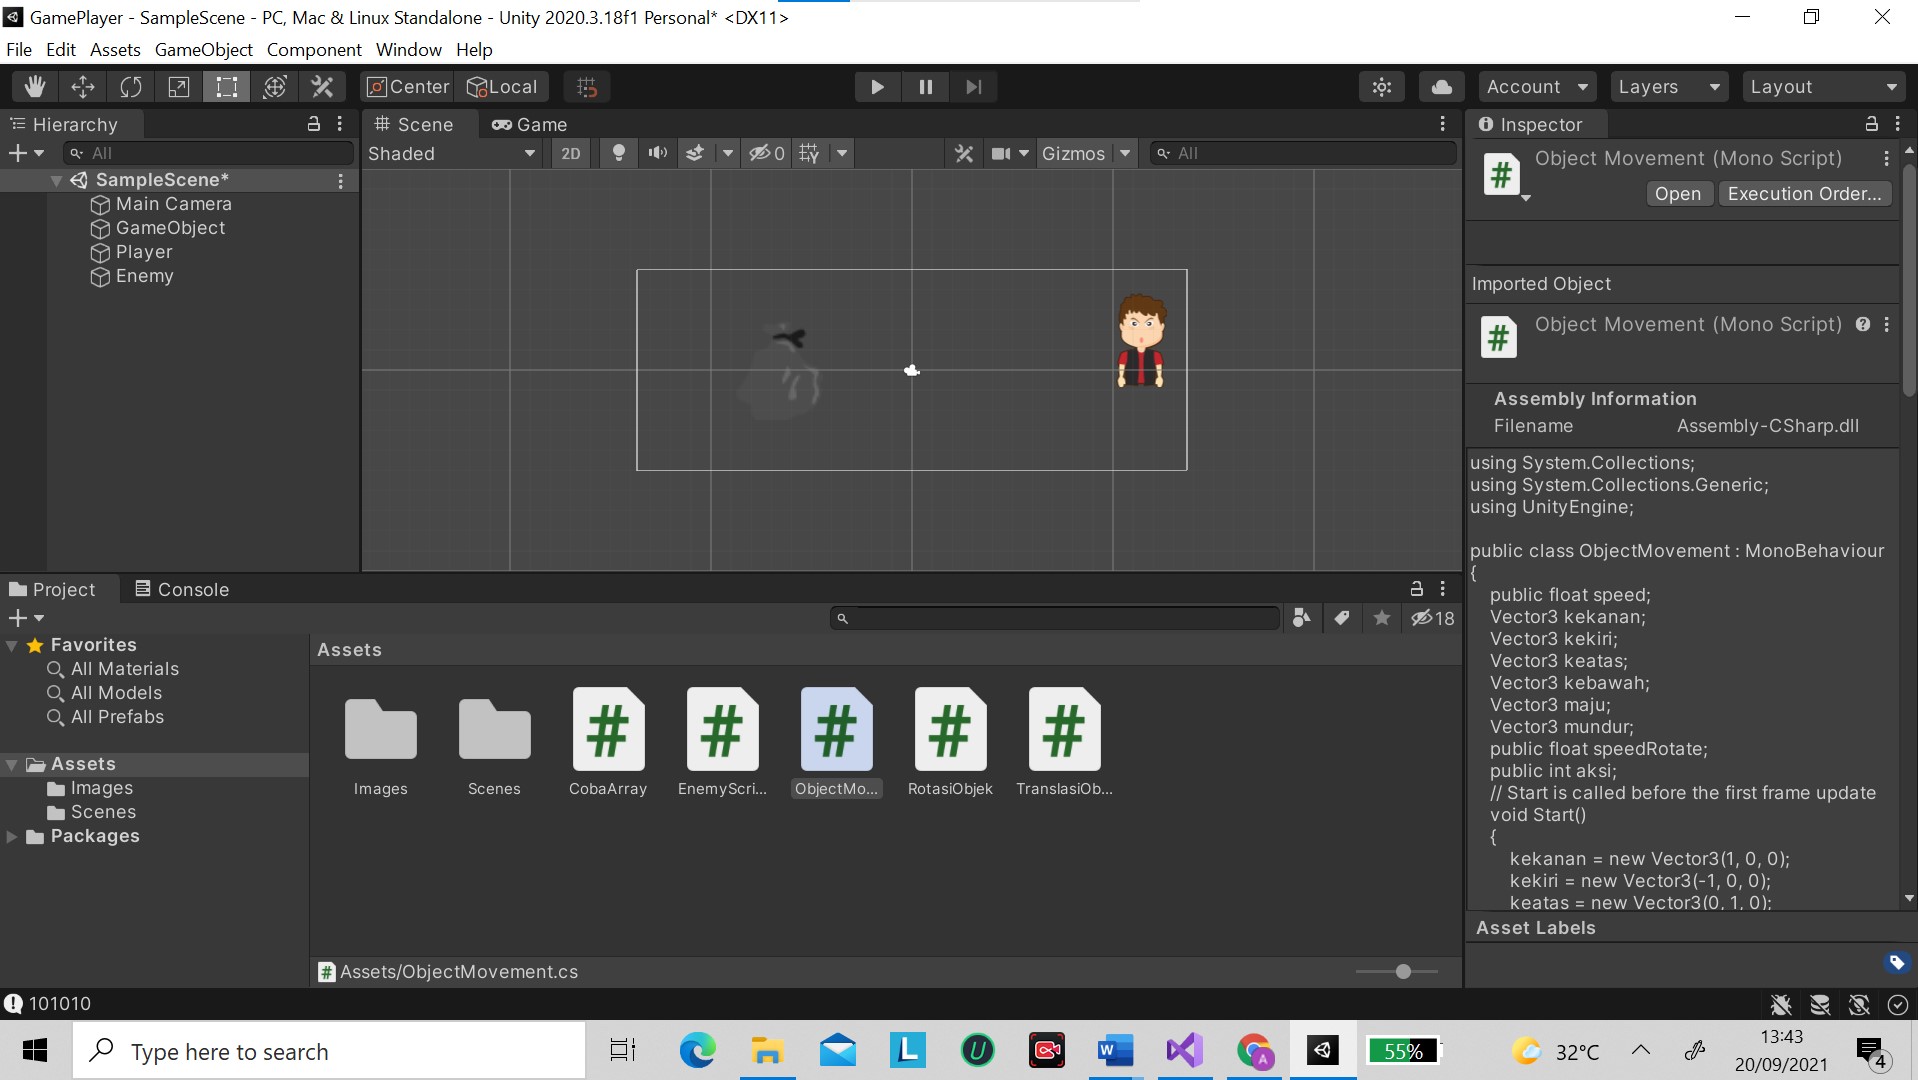 GamePlayer - SampleScene - PC, Mac & Linux Standalone - Unity 2020.3.18f1 Personal* <DX11>
File Edit Assets GameObject Component Window Help
Center Local Account Layers Layout
Hierarchy
All
SampleScene*
Main Camera
GameObject
Player
Enemy
Scene Game
Shaded 2D 0 Gizmos All
Inspector
Object Movement (Mono Script)
Open Execution Order...
Imported Object
Object Movement (Mono Script)
Assembly Information
Filename Assembly-CSharp.dll
using System.Collections;
using System.Collections.Generic;
using UnityEngine;
public class ObjectMovement : MonoBehaviour
{
public float speed;
Vector3 kekanan;
Vector3 kekiri;
Vector3 keatas;
Vector3 kebawah;
Vector3 maju;
Vector3 mundur;
public float speedRotate;
public int aksi;
// Start is called before the first frame update
void Start()
{
kekanan = new Vector3(1, 0, 0);
kekiri = new Vector3(-1, 0, 0);
keatas = new Vector3(0, 1, 0);
Asset Labels
Project Console
18
Favorites
All Materials
All Models
All Prefabs
Assets
Images
Scenes
Packages
Assets
Images Scenes CobaArray EnemyScri... ObjectMo... RotasiObjek TranslasiOb...
Assets/ObjectMovement.cs
101010
Type here to search
55%
32°C
13:43
20/09/2021
4